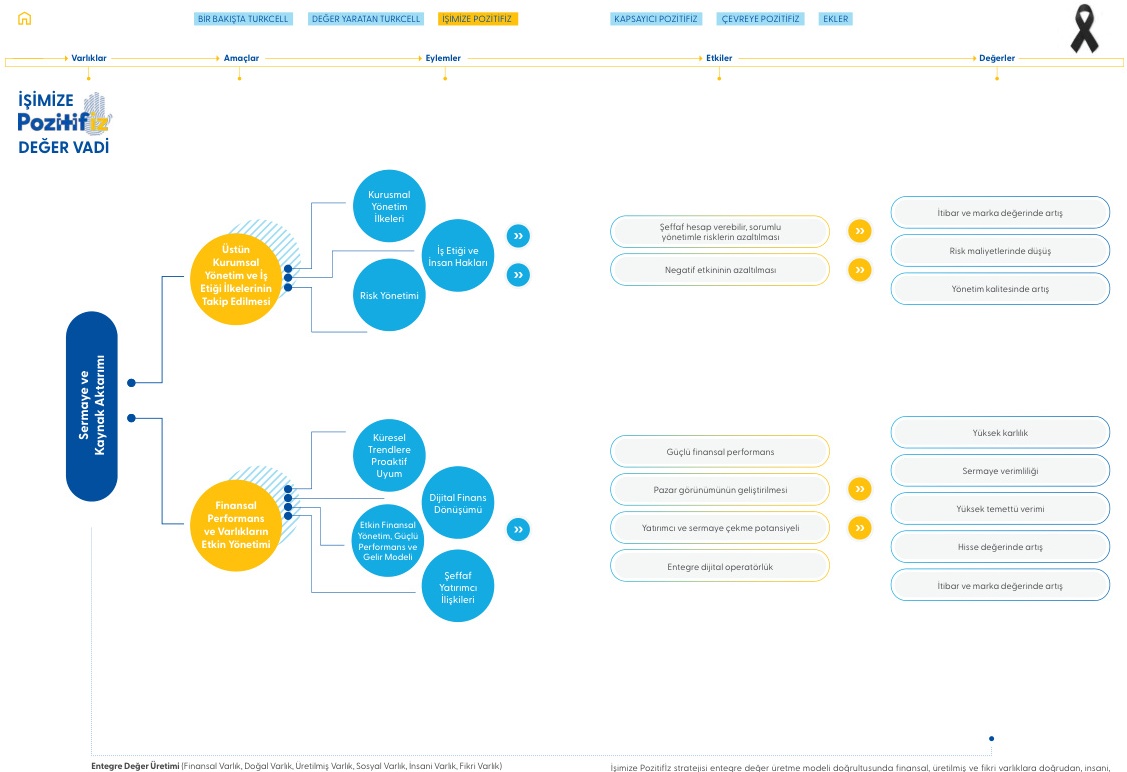 BİR BAKIŞTA TURKCELL
DEĞER YARATAN TURKCELL
İŞİMİZE POZİTİFİZ
KAPSAYICI POZİTİFİZ
ÇEVREYE POZİTİFİZ
EKLER
Varlıklar
Amaçlar
Eylemler
Etkiler
Değerler
İŞİMİZE
Pozitifiz
DEĞER VADİ
Sermaye ve
Kaynak Aktarımı
Üstün
Kurumsal
Yönetim ve İş
Etiği İlkelerinin
Takip Edilmesi
Kurusmal
Yönetim
İlkeleri
İş Etiği ve
İnsan Hakları
Risk Yönetimi
Şeffaf hesap verebilir, sorumlu
yönetimle risklerin azaltılması
Negatif etkininin azaltılması
İtibar ve marka değerinde artış
Risk maliyetlerinde düşüş
Yönetim kalitesinde artış
Finansal
Performans
ve Varlıkların
Etkin Yönetimi
Küresel
Trendlere
Proaktif
Uyum
Dijital Finans
Dönüşümü
Etkin Finansal
Yönetim, Güçlü
Performans ve
Gelir Modeli
Şeffaf
Yatırımcı
İlişkileri
Güçlü finansal performans
Pazar görünümünün geliştirilmesi
Yatırımcı ve sermaye çekme potansiyeli
Entegre dijital operatörlük
Yüksek karlılık
Sermaye verimliliği
Yüksek temettü verimi
Hisse değerinde artış
İtibar ve marka değerinde artış
Entegre Değer Üretimi (Finansal Varlık, Doğal Varlık, Üretilmiş Varlık, Sosyal Varlık, İnsani Varlık, Fikri Varlık)
İşimize Pozitifİz stratejisi entegre değer üretme modeli doğrultusunda finansal, üretilmiş ve fikri varlıklara doğrudan, insani,